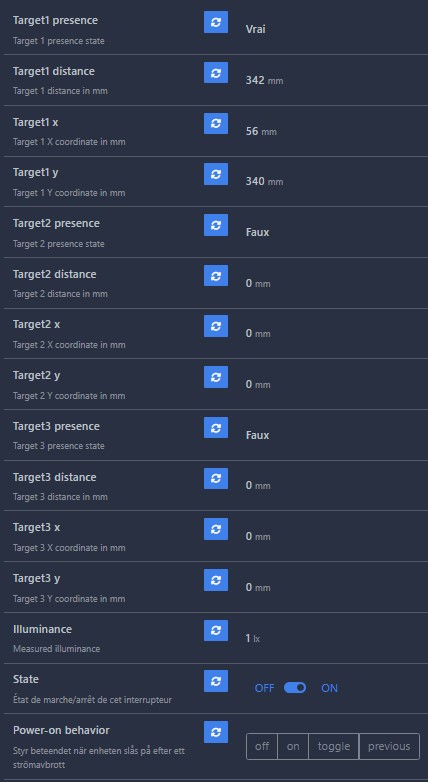 Target1 presence
Target 1 presence state
Vrai
Target1 distance
Target 1 distance in mm
342 mm
Target1 x
Target 1 X coordinate in mm
56 mm
Target1 y
Target 1 Y coordinate in mm
340 mm
Target2 presence
Target 2 presence state
Faux
Target2 distance
Target 2 distance in mm
0 mm
Target2 x
Target 2 X coordinate in mm
0 mm
Target2 y
Target 2 Y coordinate in mm
0 mm
Target3 presence
Target 3 presence state
Faux
Target3 distance
Target 3 distance in mm
0 mm
Target3 x
Target 3 X coordinate in mm
0 mm
Target3 y
Target 3 Y coordinate in mm
0 mm
Illuminance
Measured illuminance
1 lx
State
État de marche/arrêt de cet interrupteur
OFF ON
Power-on behavior
Styr beteendet när enheten slås på efter ett
strömavbrott
off on toggle previous